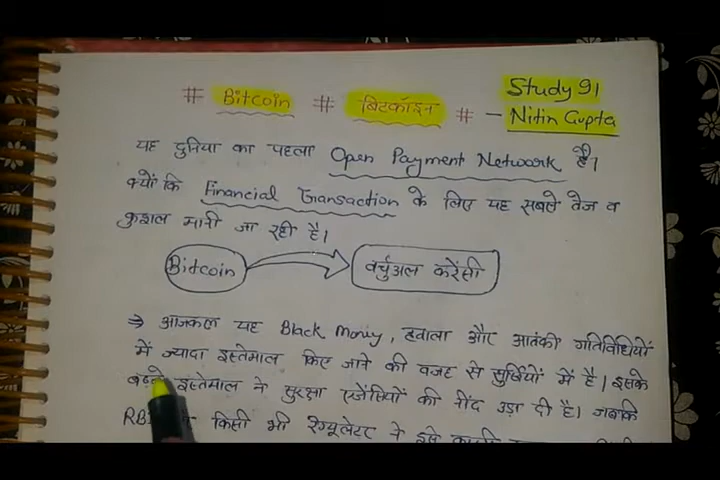 # Bitcoin # बिटकॉइन # - Study 91
Nitin Gupta
यह दुनिया का पहला Open Payment Network है।
क्यों कि Financial Transaction के लिए यह सबसे तेज व
कुशल मानी जा रही है।
Bitcoin वर्चुअल करेंसी
⇒ आजकल यह Black Money, हवाला और आतंकी गतिविधियों
में ज्यादा इस्तेमाल किए जाने की वजह से सुर्खियों में है। इसके
बढ़ते इस्तेमाल ने सुरक्षा एजेंसियों की नींद उड़ा दी है। जबकि
किसी भी रेग्यूलेटर ने इसे